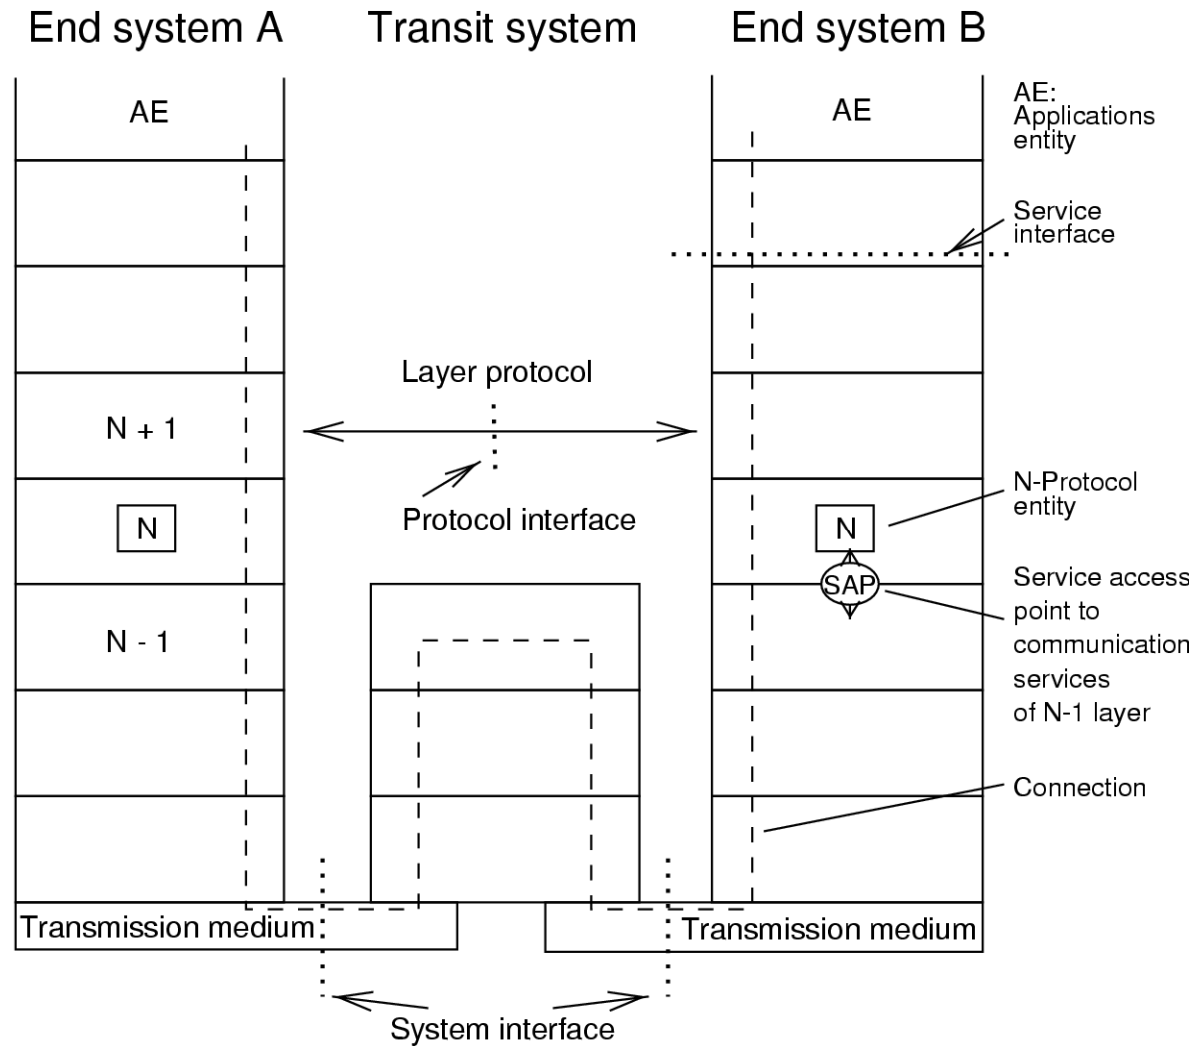 End system A
Transit system
End system B
AE
AE
AE:
Applications
entity
Service
interface
Layer protocol
N + 1
Protocol interface
N-Protocol
entity
N
N
SAP
Service access
point to
communication
services
of N-1 layer
N - 1
Connection
Transmission medium
Transmission medium
System interface